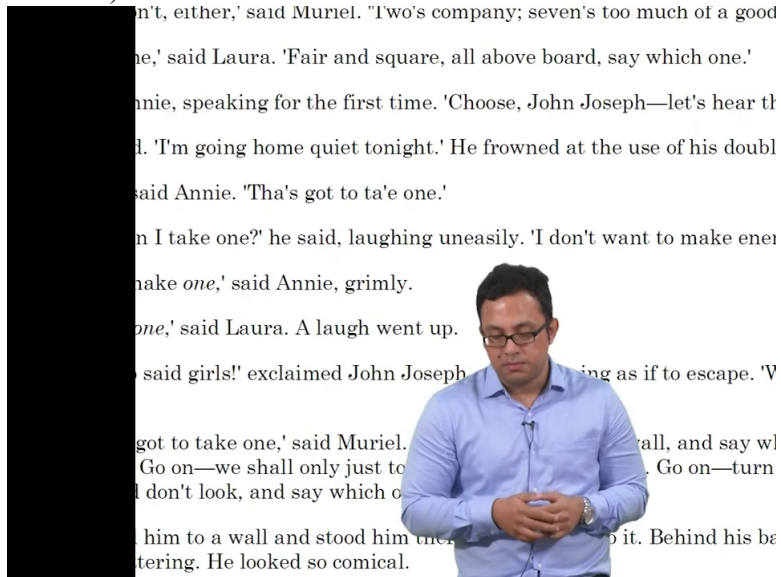 on't, either,' said Muriel. 'Two's company; seven's too much of a good
ne,' said Laura. 'Fair and square, all above board, say which one.'
nnie, speaking for the first time. 'Choose, John Joseph—let's hear th
d. 'I'm going home quiet tonight.' He frowned at the use of his doubl
said Annie. 'Tha's got to ta'e one.'
n I take one?' he said, laughing uneasily. 'I don't want to make ener
make one,' said Annie, grimly.
one,' said Laura. A laugh went up.
said girls!' exclaimed John Joseph ing as if to escape. 'W
got to take one,' said Muriel. wall, and say wh
Go on—we shall only just to . Go on—turn
don't look, and say which o
him to a wall and stood him the o it. Behind his ba
tering. He looked so comical.